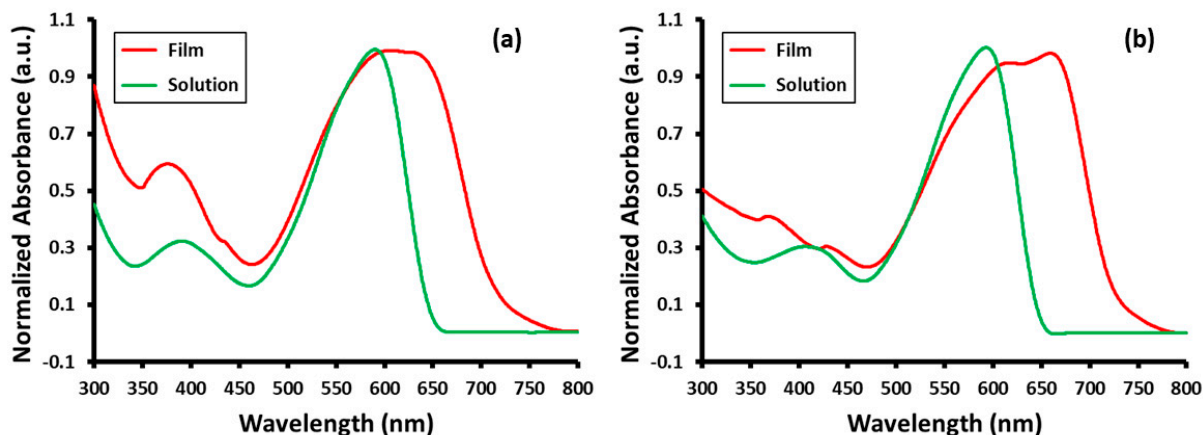 (a)
Film
Solution
Normalized Absorbance (a.u.)
1.1
0.9
0.7
0.5
0.3
0.1
-0.1
300 350 400 450 500 550 600 650 700 750 800
Wavelength (nm)
(b)
Film
Solution
Normalized Absorbance (a.u.)
1.1
0.9
0.7
0.5
0.3
0.1
-0.1
300 350 400 450 500 550 600 650 700 750 800
Wavelength (nm)